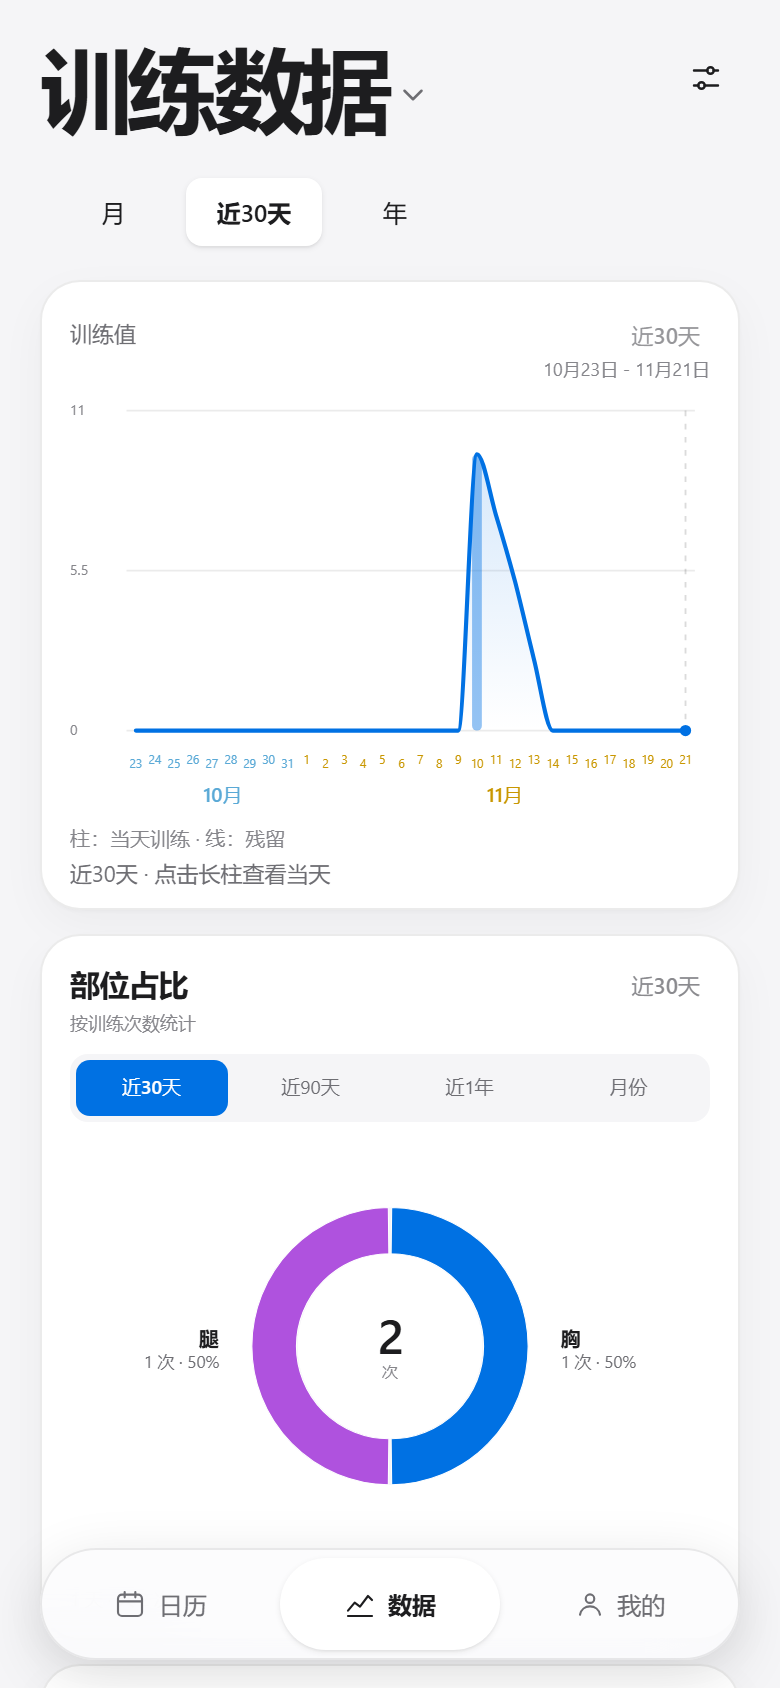 训练数据
月 近30天 年
训练值
近30天
10月23日 - 11月21日
11
5.5
0
23 24 25 26 27 28 29 30 31 1 2 3 4 5 6 7 8 9 10 11 12 13 14 15 16 17 18 19 20 21
10月 11月
柱：当天训练 · 线：残留
近30天 · 点击长柱查看当天
部位占比
近30天
按训练次数统计
近30天 近90天 近1年 月份
腿
1 次 · 50%
2
次
胸
1 次 · 50%
日历 数据 我的